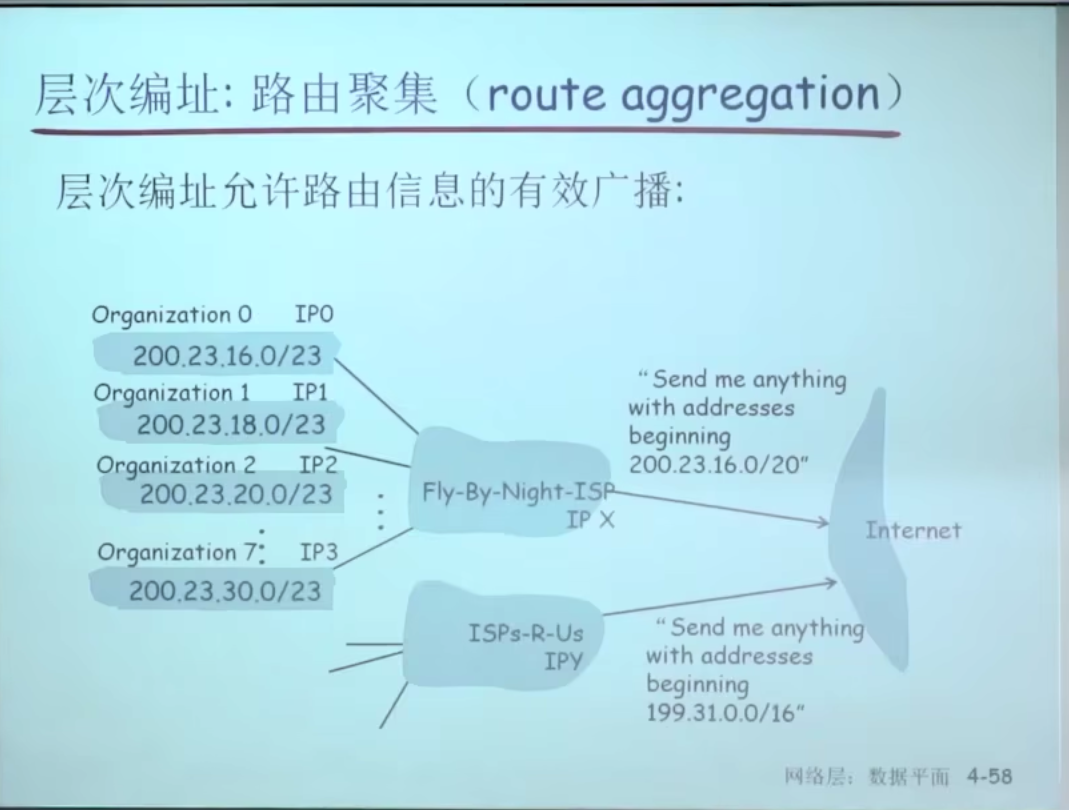 层次编址: 路由聚集（route aggregation）
层次编址允许路由信息的有效广播:
Organization 0 IP0
200.23.16.0/23
Organization 1 IP1
200.23.18.0/23
Organization 2 IP2
200.23.20.0/23
Organization 7 IP3
200.23.30.0/23
Fly-By-Night-ISP
IP X
“Send me anything
with addresses
beginning
200.23.16.0/20”
Internet
ISPs-R-Us
IPY
“Send me anything
with addresses
beginning
199.31.0.0/16”
网络层：数据平面 4-58